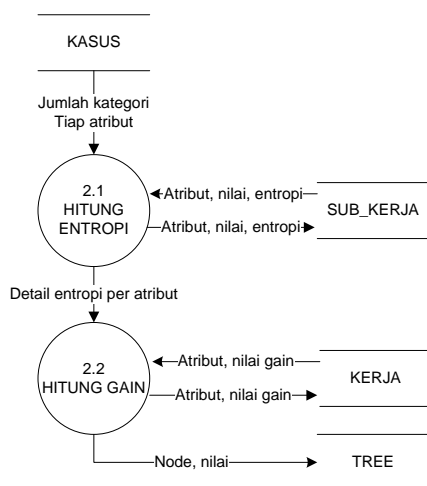 KASUS
Jumlah kategori
Tiap atribut
2.1
HITUNG
ENTROPI
Atribut, nilai, entropi
Atribut, nilai, entropi
SUB_KERJA
Detail entropi per atribut
2.2
HITUNG GAIN
Atribut, nilai gain
Atribut, nilai gain
KERJA
Node, nilai
TREE